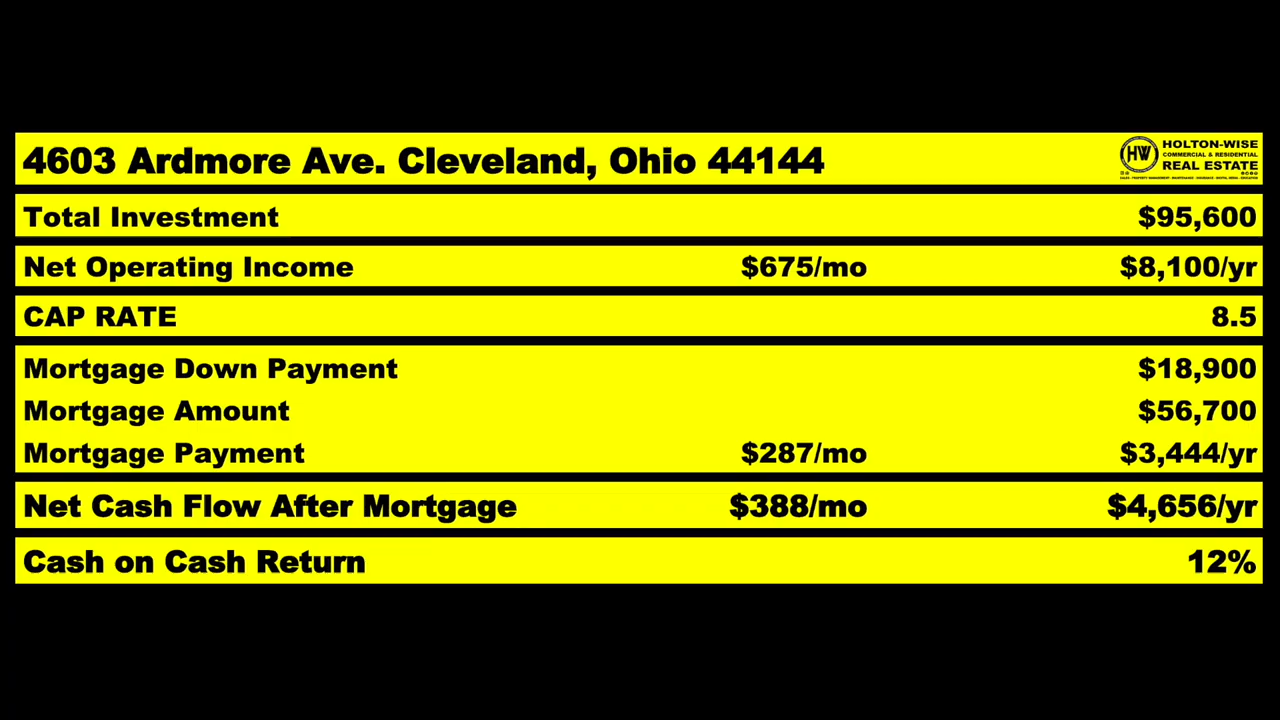 4603 Ardmore Ave. Cleveland, Ohio 44144
HW
HOLTON-WISE
COMMERCIAL & RESIDENTIAL
REAL ESTATE
Total Investment $95,600
Net Operating Income $675/mo $8,100/yr
CAP RATE 8.5
Mortgage Down Payment $18,900
Mortgage Amount $56,700
Mortgage Payment $287/mo $3,444/yr
Net Cash Flow After Mortgage $388/mo $4,656/yr
Cash on Cash Return 12%